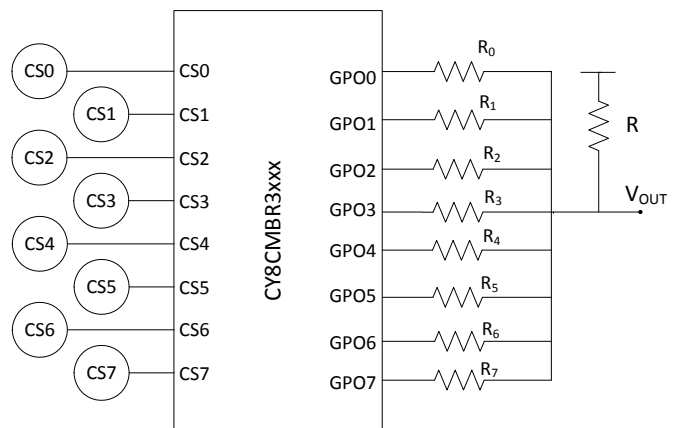 CS0
CS1
CS2
CS3
CS4
CS5
CS6
CS7
CS0
CS1
CS2
CS3
CS4
CS5
CS6
CS7
CY8CMBR3xxx
GPO0
GPO1
GPO2
GPO3
GPO4
GPO5
GPO6
GPO7
R0
R1
R2
R3
R4
R5
R6
R7
R
VOUT